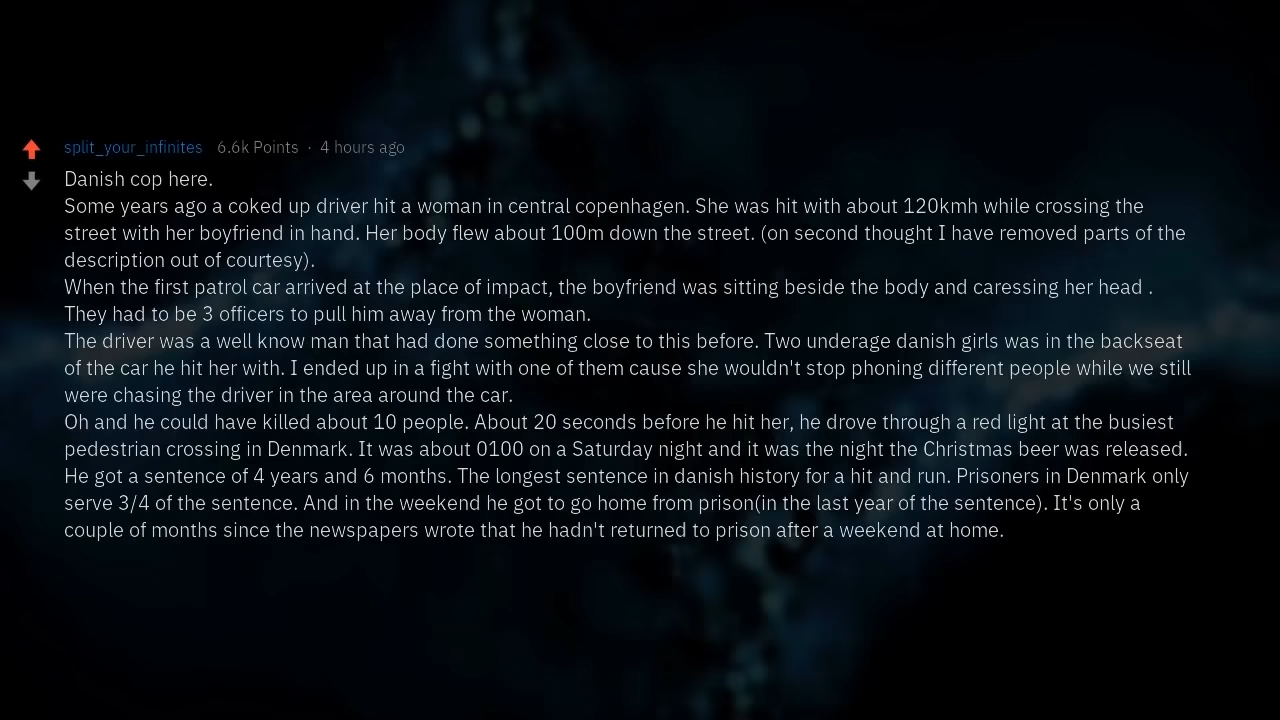 split_your_infinites 6.6k Points · 4 hours ago
Danish cop here.
Some years ago a coked up driver hit a woman in central copenhagen. She was hit with about 120kmh while crossing the
street with her boyfriend in hand. Her body flew about 100m down the street. (on second thought I have removed parts of the
description out of courtesy).
When the first patrol car arrived at the place of impact, the boyfriend was sitting beside the body and caressing her head .
They had to be 3 officers to pull him away from the woman.
The driver was a well know man that had done something close to this before. Two underage danish girls was in the backseat
of the car he hit her with. I ended up in a fight with one of them cause she wouldn't stop phoning different people while we still
were chasing the driver in the area around the car.
Oh and he could have killed about 10 people. About 20 seconds before he hit her, he drove through a red light at the busiest
pedestrian crossing in Denmark. It was about 0100 on a Saturday night and it was the night the Christmas beer was released.
He got a sentence of 4 years and 6 months. The longest sentence in danish history for a hit and run. Prisoners in Denmark only
serve 3/4 of the sentence. And in the weekend he got to go home from prison(in the last year of the sentence). It's only a
couple of months since the newspapers wrote that he hadn't returned to prison after a weekend at home.